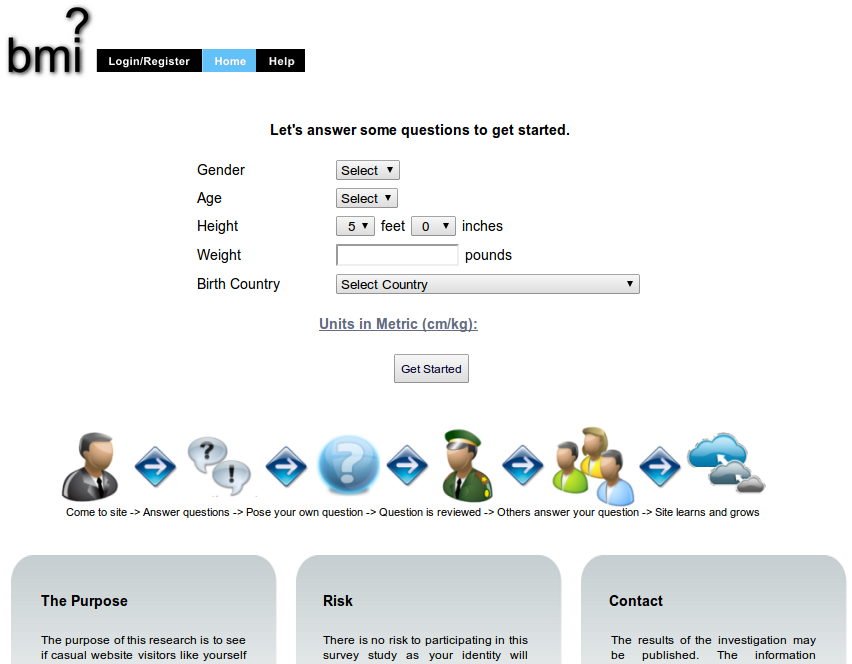 bmi?
Login/Register Home Help
Let's answer some questions to get started.
Gender Select
Age Select
Height 5 feet 0 inches
Weight pounds
Birth Country Select Country
Units in Metric (cm/kg):
Get Started
? !
?
Come to site -> Answer questions -> Pose your own question -> Question is reviewed -> Others answer your question -> Site learns and grows
The Purpose
The purpose of this research is to see
if casual website visitors like yourself
Risk
There is no risk to participating in this
survey study as your identity will
Contact
The results of the investigation may
be published. The information